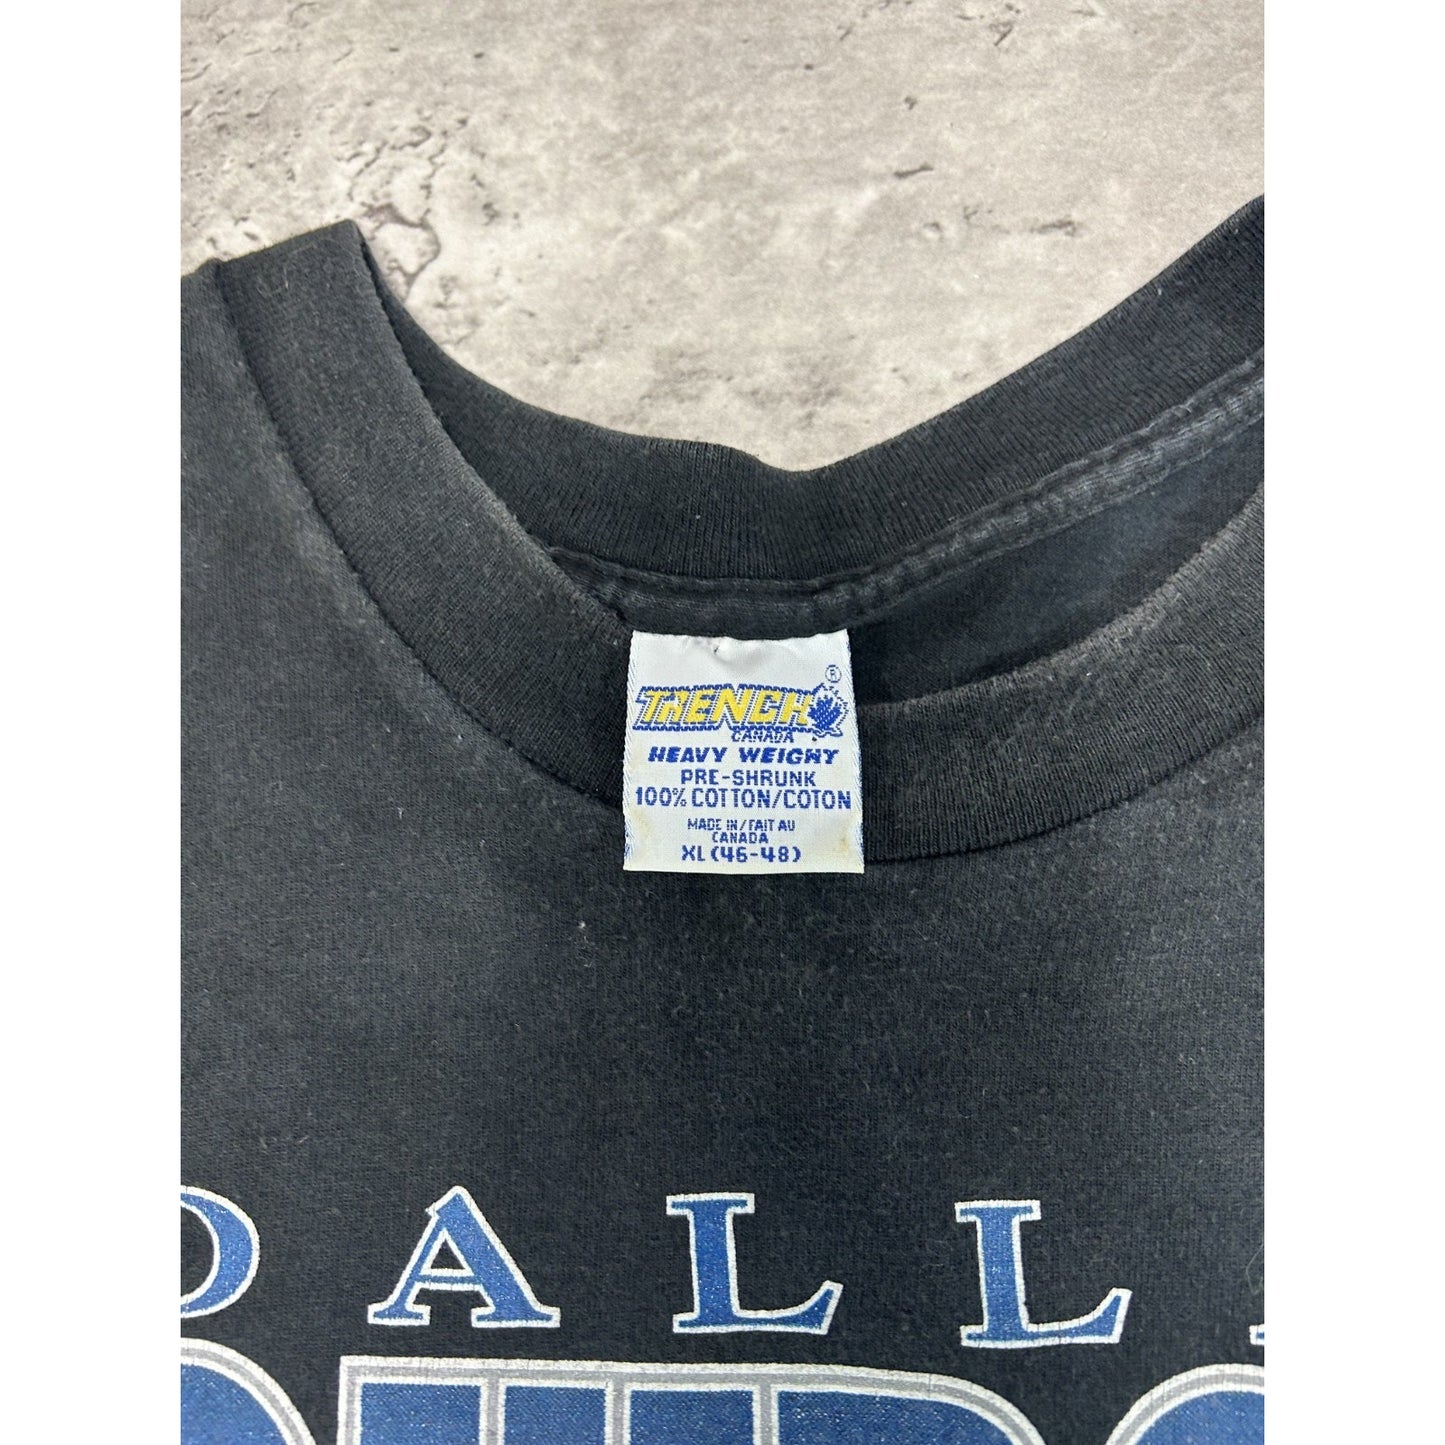 TRENCH ®
CANADA
HEAVY WEIGHT
PRE-SHRUNK
100% COTTON/COTON
MADE IN/FAIT AU
CANADA
XL (46-48)
DALL